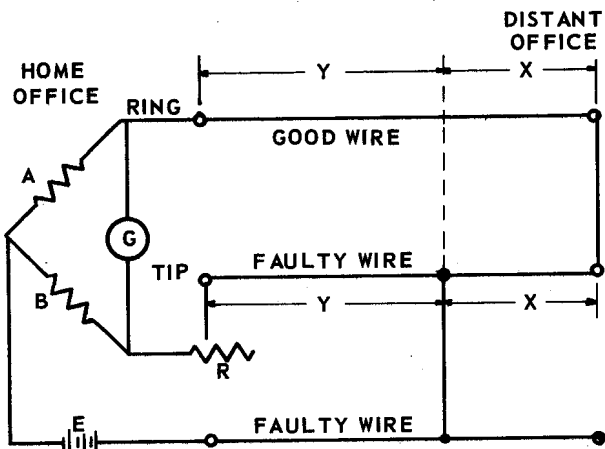 DISTANT
OFFICE
HOME
OFFICE
Y
X
RING
GOOD WIRE
A
G
TIP
FAULTY WIRE
B
Y
X
R
E
FAULTY WIRE